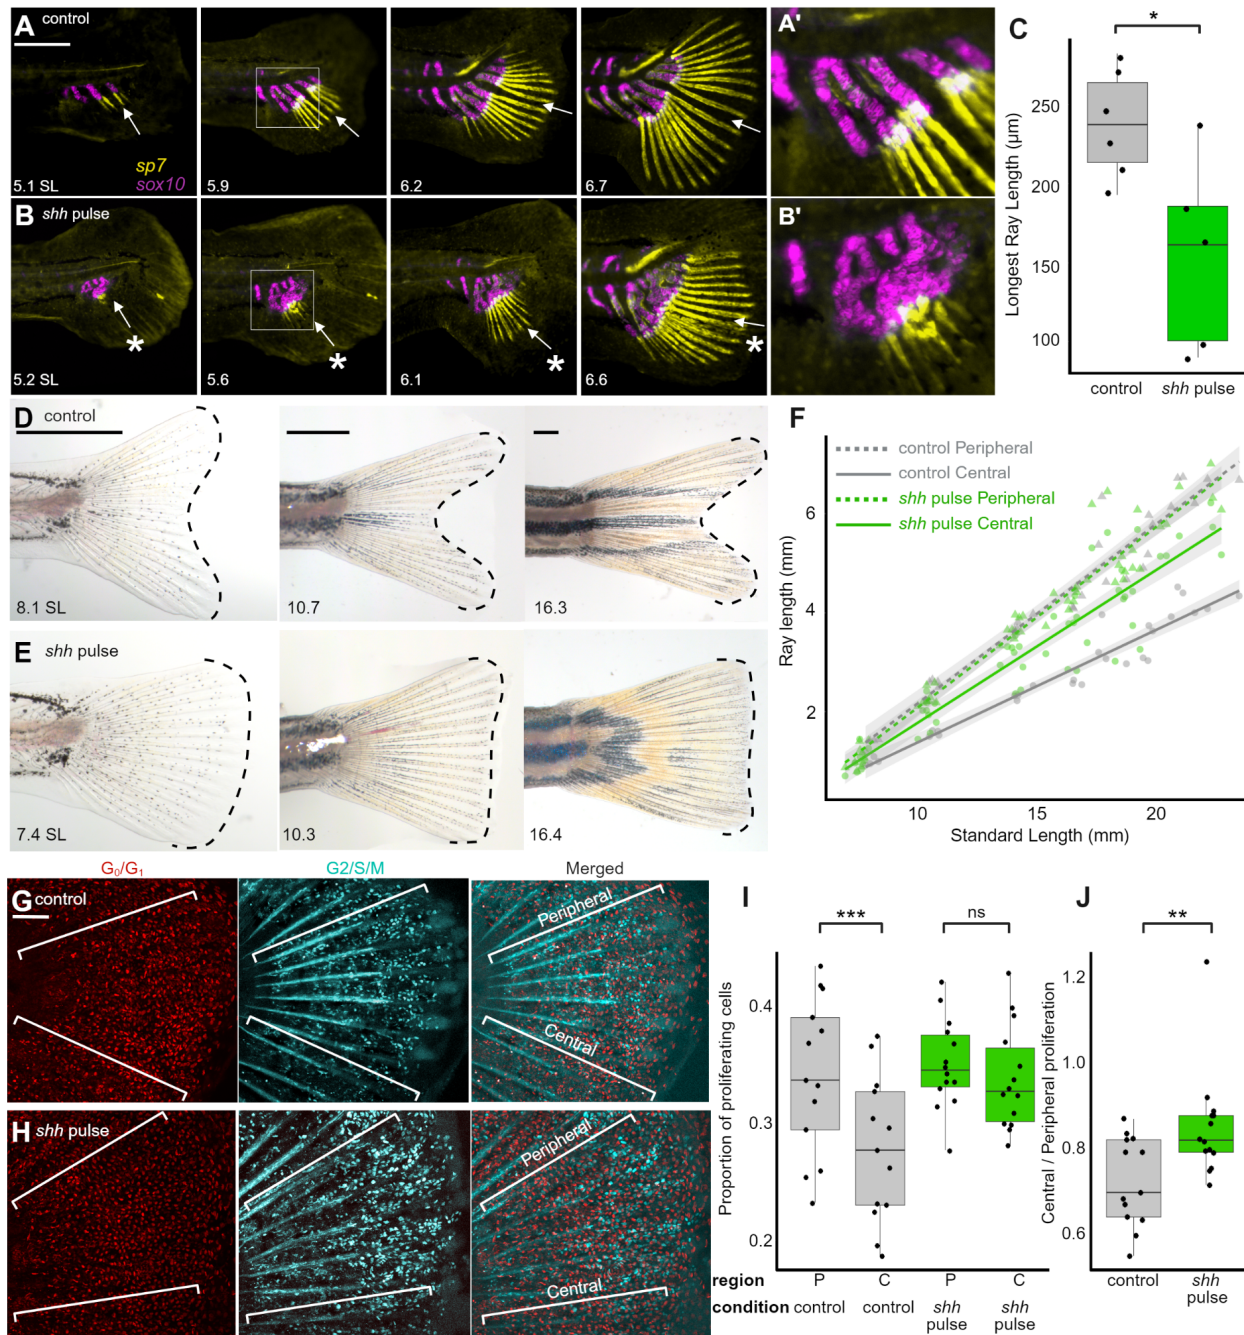 A control
sp7
sox10
5.1 SL
5.9
6.2
6.7
A'
B shh pulse
5.2 SL
5.6
6.1
6.6
B'
* * *
C
*
Longest Ray Length (µm)
250
200
150
100
control
shh pulse
D control
8.1 SL
10.7
16.3
E shh pulse
7.4 SL
10.3
16.4
F
control Peripheral
control Central
shh pulse Peripheral
shh pulse Central
Ray length (mm)
6
4
2
10
15
20
Standard Length (mm)
G₀/G₁
G2/S/M
Merged
G control
Peripheral
Central
H shh pulse
Peripheral
Central
I
***
ns
Proportion of proliferating cells
0.4
0.3
0.2
region P C P C
condition control control shh pulse shh pulse
J
**
Central / Peripheral proliferation
1.2
1.0
0.8
0.6
control
shh pulse